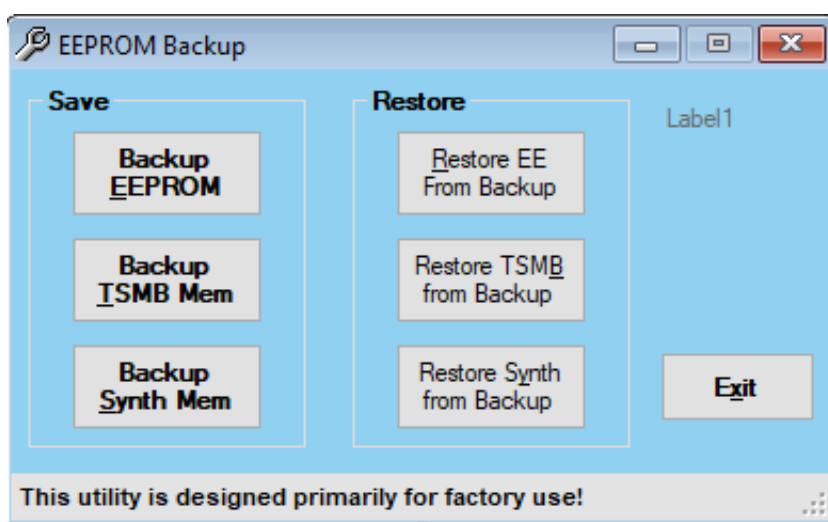 EEPROM Backup
Save
Backup
EEPROM
Backup
TSMB Mem
Backup
Synth Mem
Restore
Restore EE
From Backup
Restore TSMB
from Backup
Restore Synth
from Backup
Label1
Exit
This utility is designed primarily for factory use!